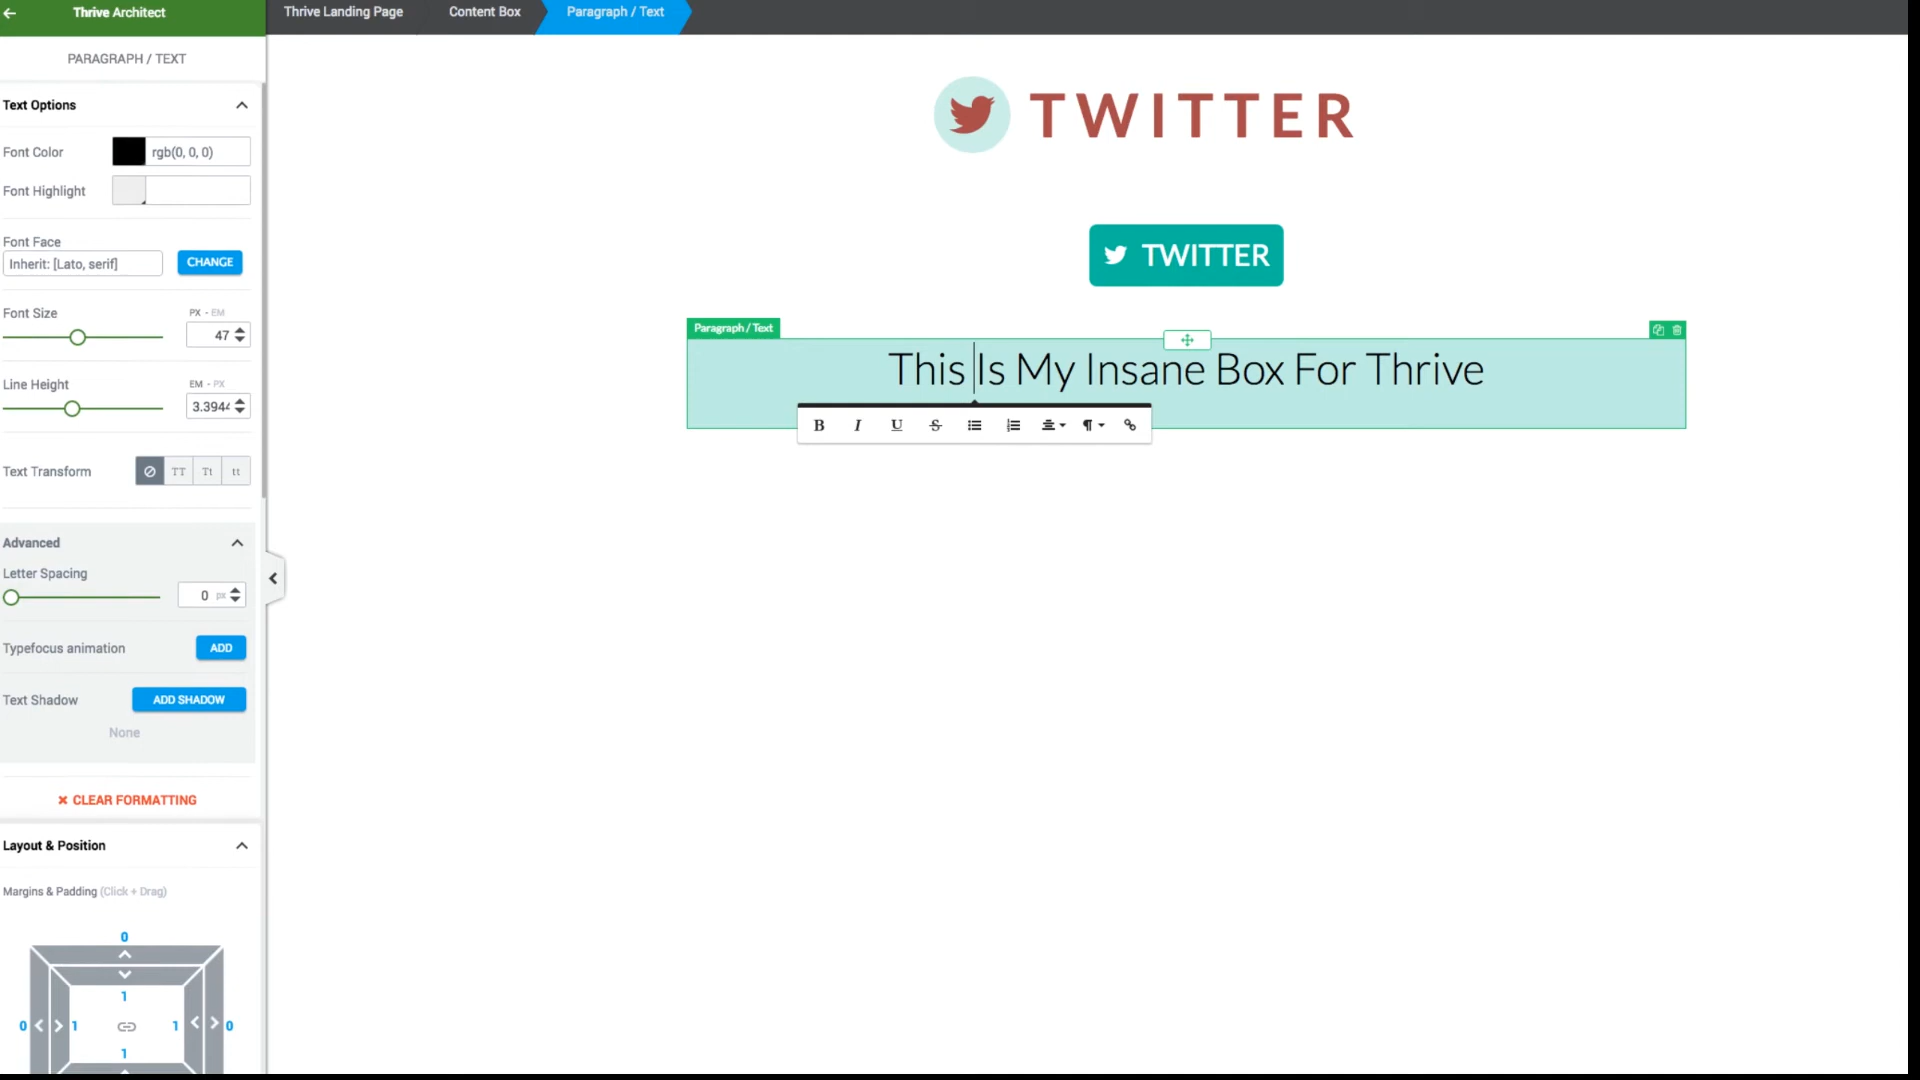 Thrive Architect
Thrive Landing Page
Content Box
Paragraph / Text
PARAGRAPH / TEXT
Text Options
Font Color
rgb(0, 0, 0)
Font Highlight
Font Face
Inherit: [Lato, serif]
CHANGE
Font Size
PX - EM
47
Line Height
EM - PX
3.3944
Text Transform
TT
Tt
tt
Advanced
Letter Spacing
0 px
Typefocus animation
ADD
Text Shadow
ADD SHADOW
None
CLEAR FORMATTING
Layout & Position
Margins & Padding (Click + Drag)
0
1
0
1
1
0
1
TWITTER
TWITTER
Paragraph / Text
This Is My Insane Box For Thrive
B I U S